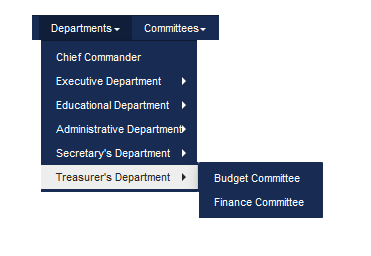 Departments Committees
Chief Commander
Executive Department
Educational Department
Administrative Department
Secretary's Department
Treasurer's Department
Budget Committee
Finance Committee